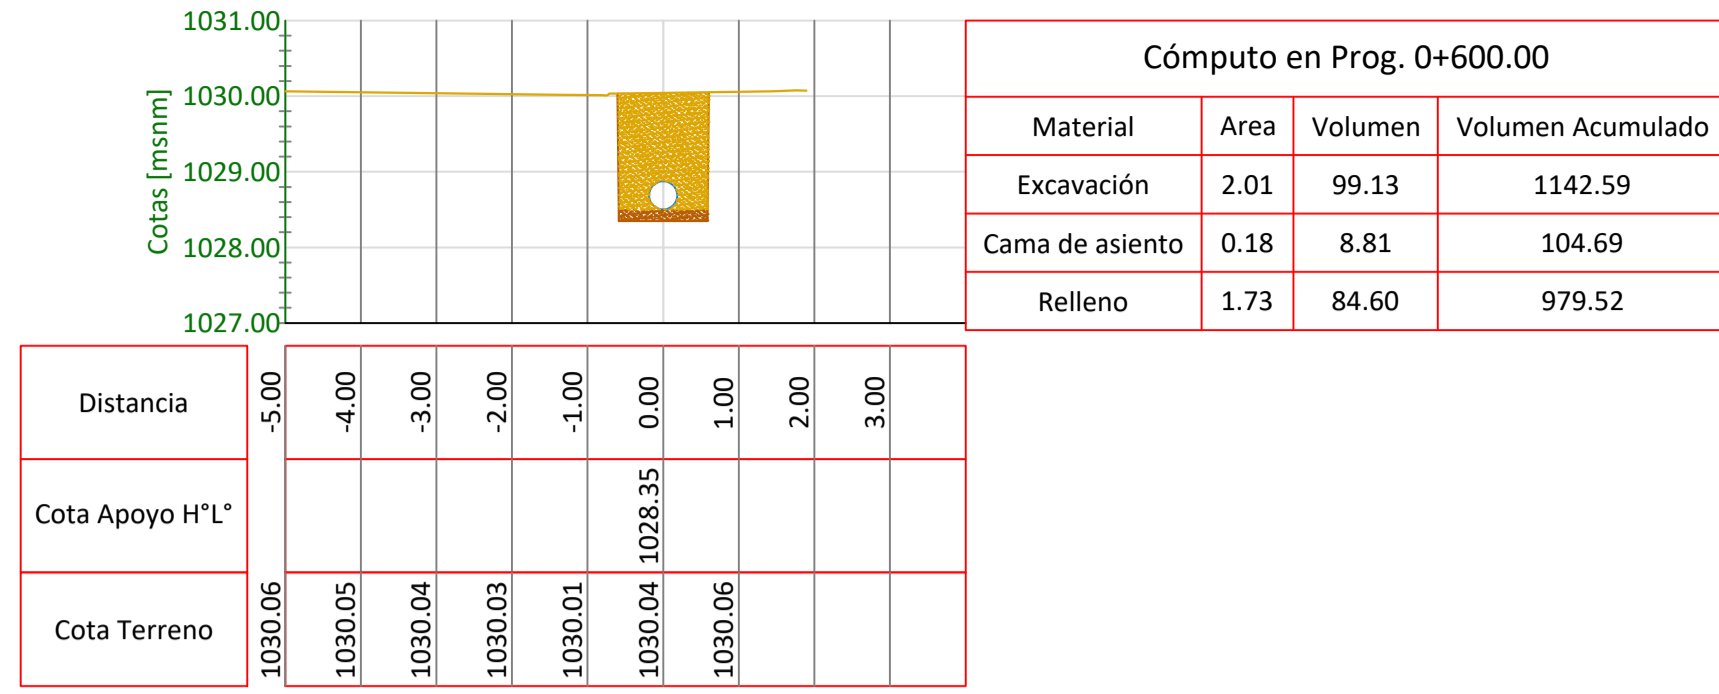 1031.00
1030.00
1029.00
1028.00
1027.00
Cotas [msnm]
Cómputo en Prog. 0+600.00
Material Area Volumen Volumen Acumulado
Excavación 2.01 99.13 1142.59
Cama de asiento 0.18 8.81 104.69
Relleno 1.73 84.60 979.52
Distancia -5.00 -4.00 -3.00 -2.00 -1.00 0.00 1.00 2.00 3.00
Cota Apoyo H°L° 1028.35
Cota Terreno 1030.06 1030.05 1030.04 1030.03 1030.01 1030.04 1030.06